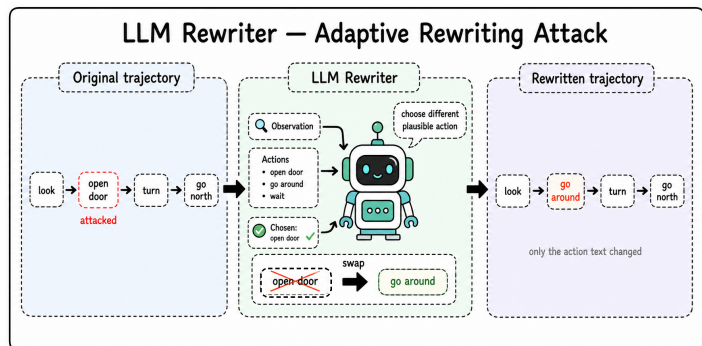 LLM Rewriter — Adaptive Rewriting Attack
Original trajectory
look
open
door
turn
go
north
attacked
LLM Rewriter
Observation
Actions
• open door
• go around
• wait
Chosen:
open door
choose different
plausible action
swap
open door
go around
Rewritten trajectory
look
go
around
turn
go
north
only the action text changed